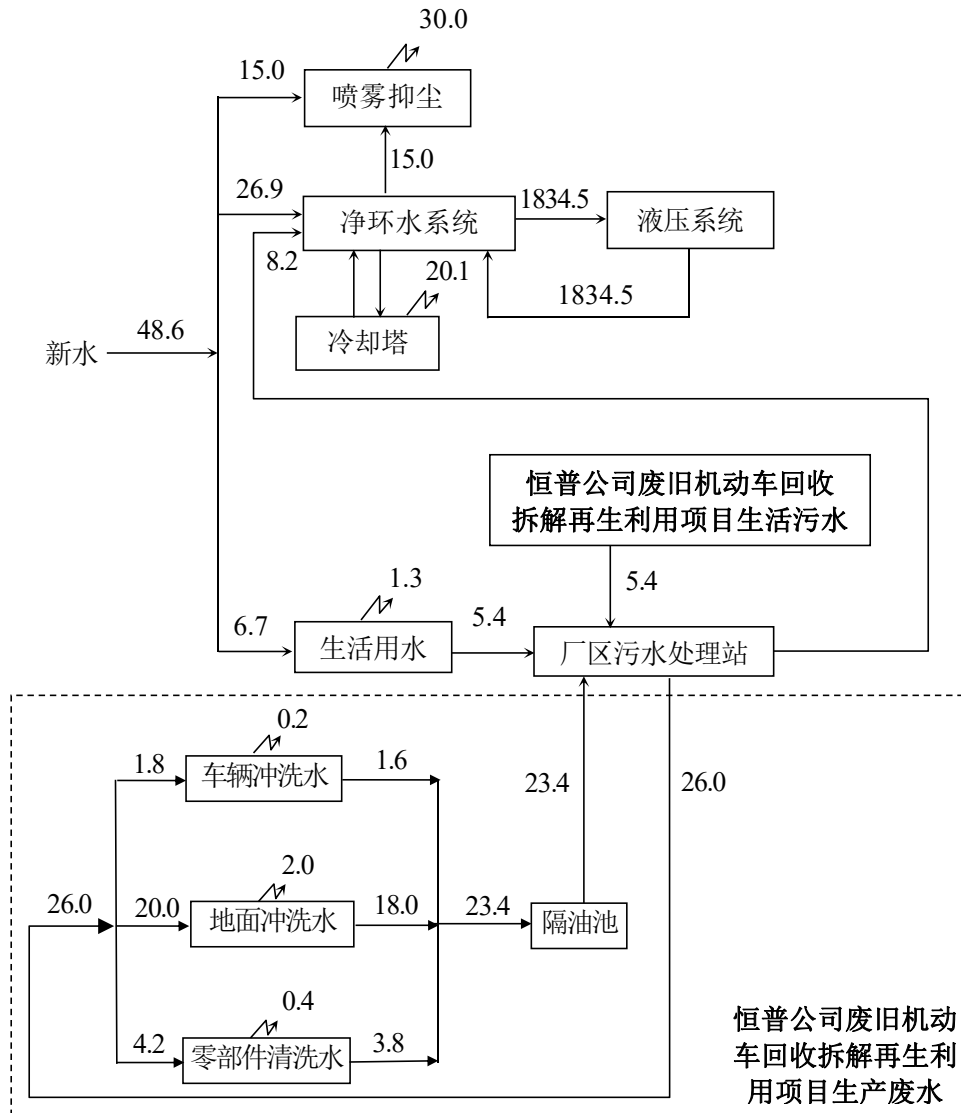 30.0
15.0
喷雾抑尘
15.0
26.9
净环水系统
1834.5
液压系统
8.2
20.1
1834.5
冷却塔
新水
48.6
恒普公司废旧机动车回收
拆解再生利用项目生活污水
5.4
1.3
6.7
生活用水
5.4
厂区污水处理站
0.2
1.8
车辆冲洗水
1.6
23.4
26.0
2.0
26.0
20.0
地面冲洗水
18.0
23.4
隔油池
0.4
4.2
零部件清洗水
3.8
恒普公司废旧机动
车回收拆解再生利
用项目生产废水